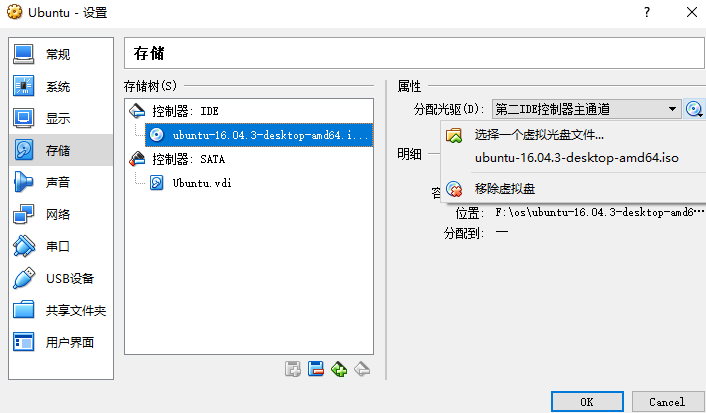 Ubuntu - 设置
?
常规
系统
显示
存储
声音
网络
串口
USB设备
共享文件夹
用户界面
存储
存储树(S)
控制器: IDE
ubuntu-16.04.3-desktop-amd64.i...
控制器: SATA
Ubuntu.vdi
属性
分配光驱(D): 第二IDE控制器主通道
选择一个虚拟光盘文件...
ubuntu-16.04.3-desktop-amd64.iso
移除虚拟盘
明细
位置: F:\os\ubuntu-16.04.3-desktop-amd6…
分配到: —
OK
Cancel